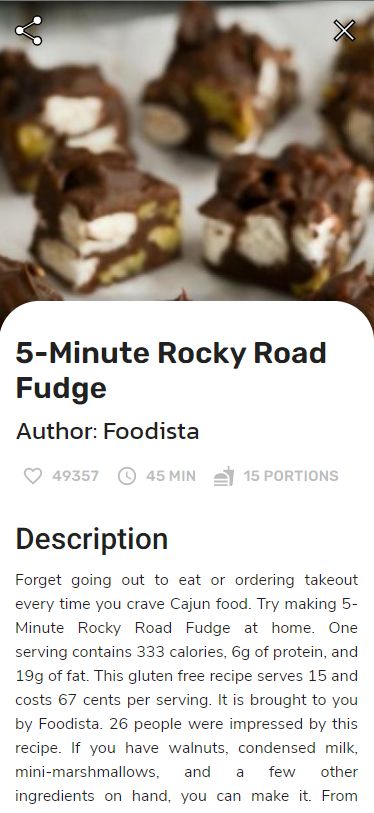 5-Minute Rocky Road
Fudge
Author: Foodista
49357 45 MIN 15 PORTIONS
Description
Forget going out to eat or ordering takeout
every time you crave Cajun food. Try making 5-
Minute Rocky Road Fudge at home. One
serving contains 333 calories, 6g of protein, and
19g of fat. This gluten free recipe serves 15 and
costs 67 cents per serving. It is brought to you
by Foodista. 26 people were impressed by this
recipe. If you have walnuts, condensed milk,
mini-marshmallows, and a few other
ingredients on hand, you can make it. From